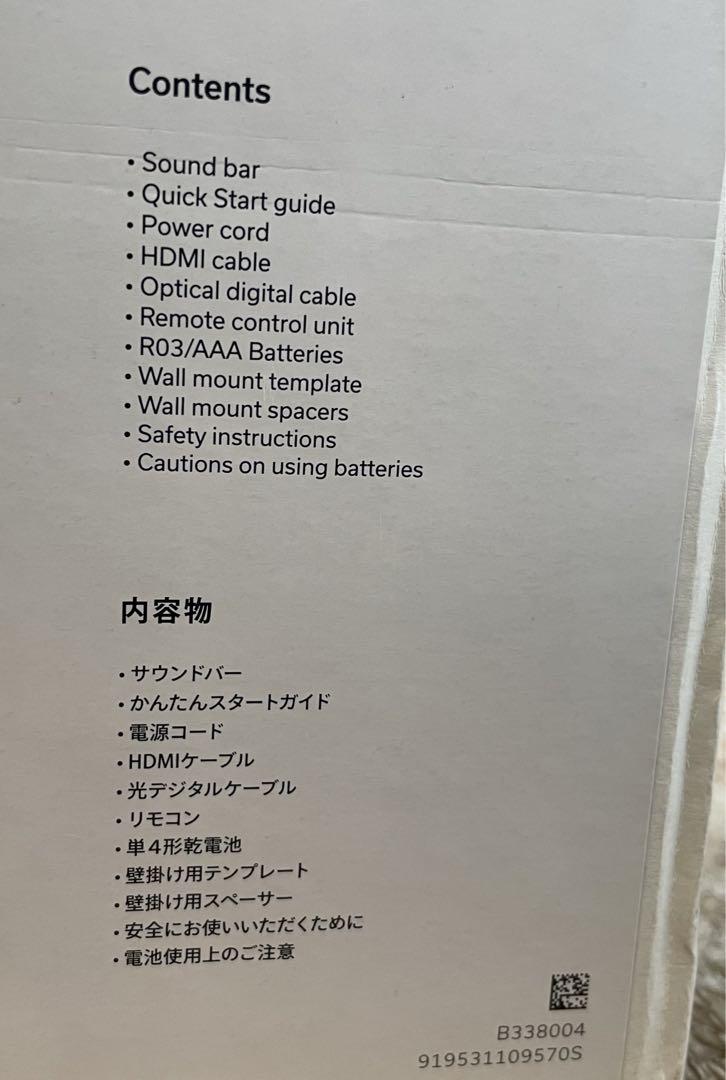 Contents
• Sound bar
• Quick Start guide
• Power cord
• HDMI cable
• Optical digital cable
• Remote control unit
• R03/AAA Batteries
• Wall mount template
• Wall mount spacers
• Safety instructions
• Cautions on using batteries
内容物
• サウンドバー
• かんたんスタートガイド
• 電源コード
• HDMIケーブル
• 光デジタルケーブル
• リモコン
• 単4形乾電池
• 壁掛け用テンプレート
• 壁掛け用スペーサー
• 安全にお使いいただくために
• 電池使用上のご注意
B338004
919531109570S